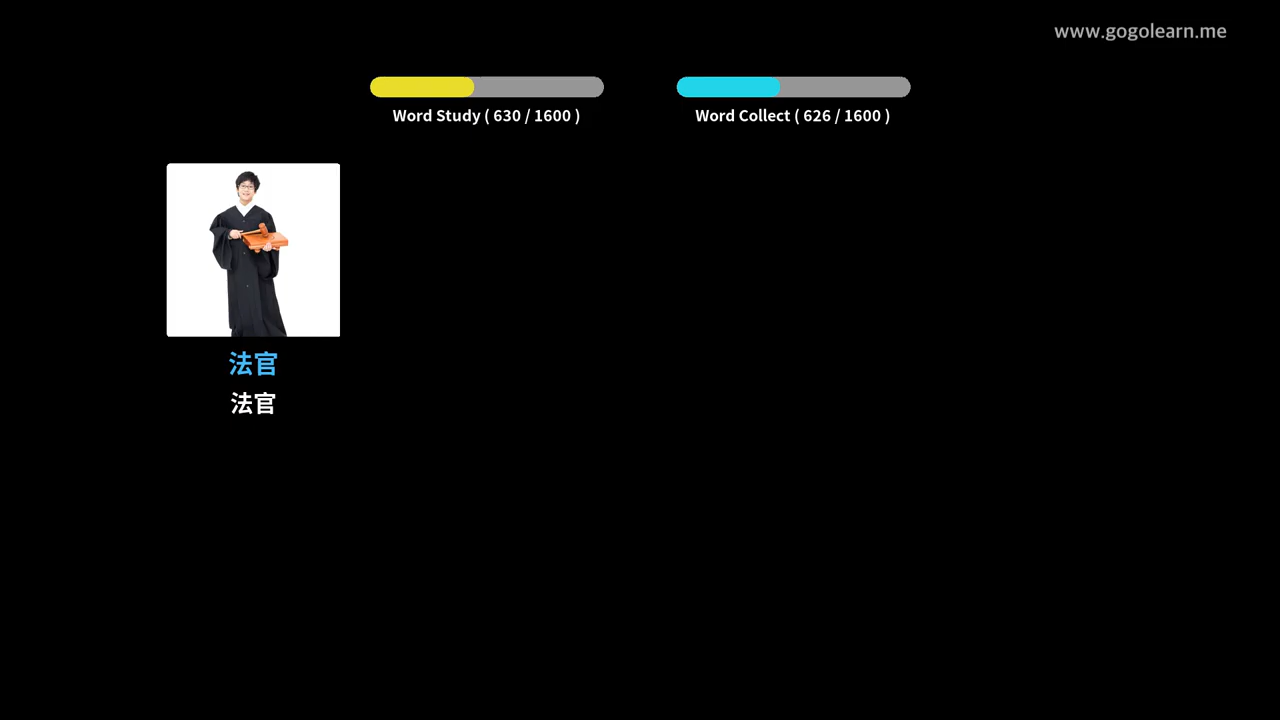 www.gogolearn.me
Word Study ( 630 / 1600 )
Word Collect ( 626 / 1600 )
法官
法官